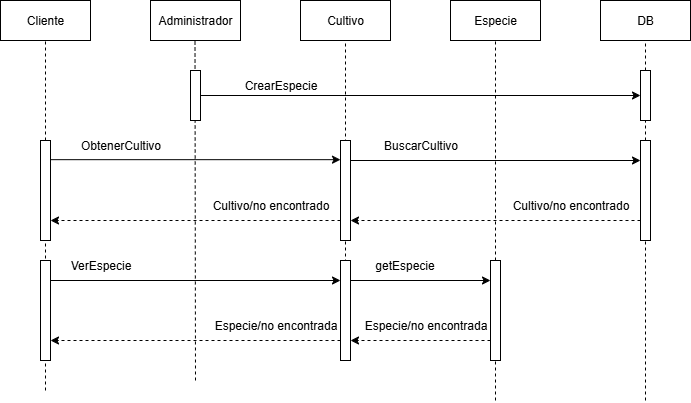 Cliente
Administrador
Cultivo
Especie
DB
CrearEspecie
ObtenerCultivo
BuscarCultivo
Cultivo/no encontrado
Cultivo/no encontrado
VerEspecie
getEspecie
Especie/no encontrada
Especie/no encontrada